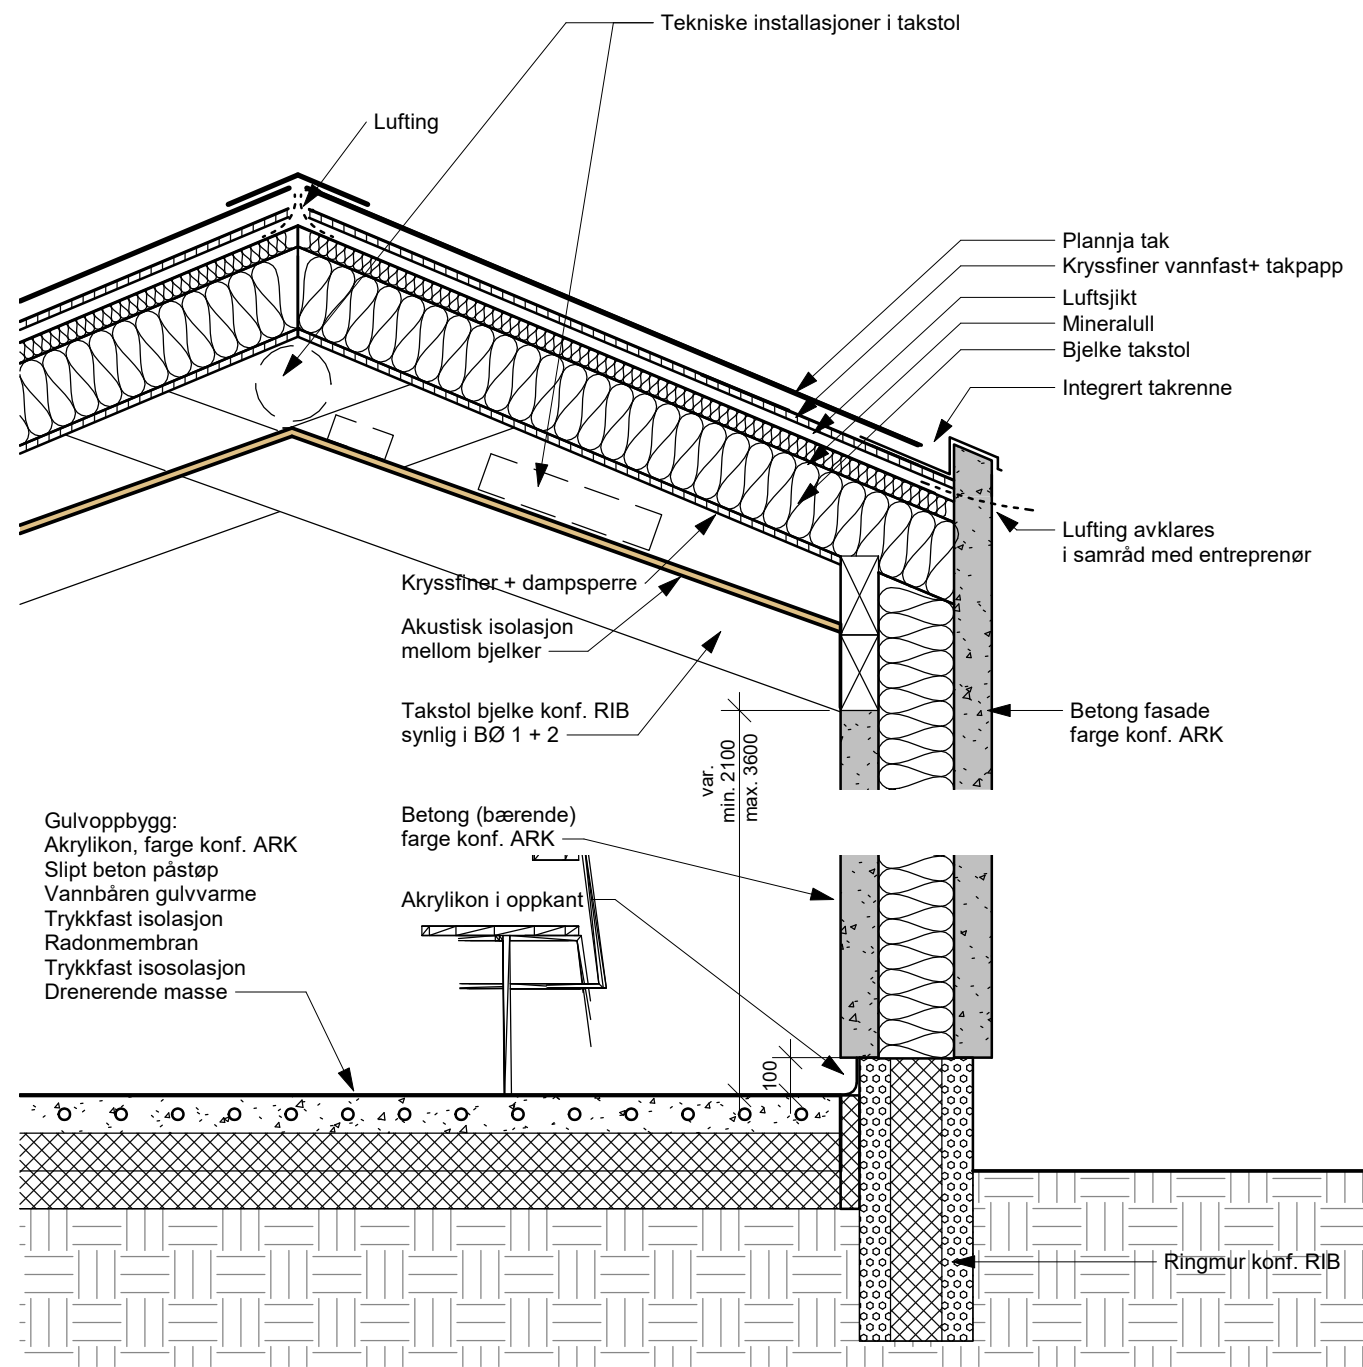 Tekniske installasjoner i takstol
Lufting
Plannja tak
Kryssfiner vannfast+ takpapp
Luftsjikt
Mineralull
Bjelke takstol
Integrert takrenne
Lufting avklares
i samråd med entreprenør
Kryssfiner + dampsperre
Akustisk isolasjon
mellom bjelker
Takstol bjelke konf. RIB
synlig i BØ 1 + 2
Betong fasade
farge konf. ARK
var.
min. 2100
max. 3600
Betong (bærende)
farge konf. ARK
Gulvoppbygg:
Akrylikon, farge konf. ARK
Slipt beton påstøp
Vannbåren gulvvarme
Trykkfast isolasjon
Radonmembran
Trykkfast isosolasjon
Drenerende masse
Akrylikon i oppkant
100
Ringmur konf. RIB